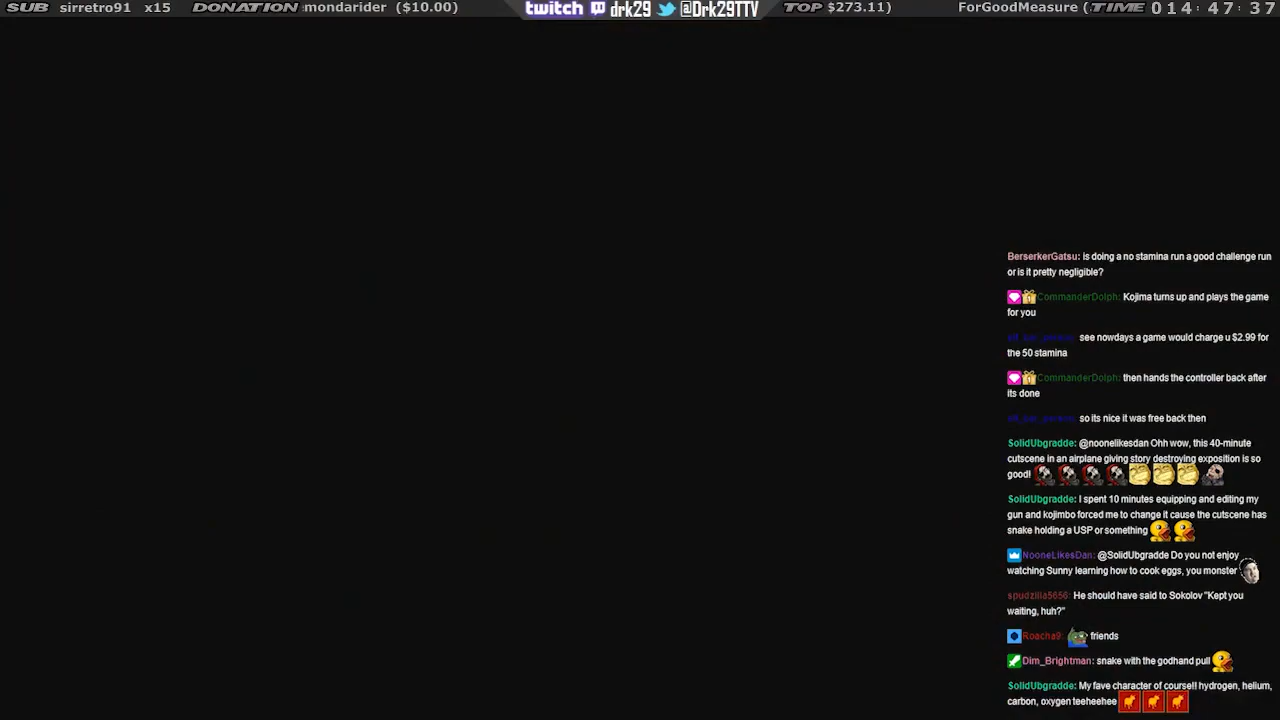 SUB sirretro91 x15 DONATION :mondarider ($10.00) twitch drk29 @Drk29TTV TOP $273.11) ForGoodMeasure ( TIME 014:47:37
BerserkerGatsu: is doing a no stamina run a good challenge run
or is it pretty negligible?
CommanderDolph: Kojima turns up and plays the game
for you
see nowdays a game would charge u $2.99 for
the 50 stamina
CommanderDolph: then hands the controller back after
its done
so its nice it was free back then
SolidUbgradde: @noonelikesdan Ohh wow, this 40-minute
cutscene in an airplane giving story destroying exposition is so
good!
SolidUbgradde: I spent 10 minutes equipping and editing my
gun and kojimbo forced me to change it cause the cutscene has
snake holding a USP or something
NooneLikesDan: @SolidUbgradde Do you not enjoy
watching Sunny learning how to cook eggs, you monster
spudzilla5656: He should have said to Sokolov "Kept you
waiting, huh?"
Roacha9: friends
Dim_Brightman: snake with the godhand pull
SolidUbgradde: My fave character of course!! hydrogen, helium,
carbon, oxygen teeheehee